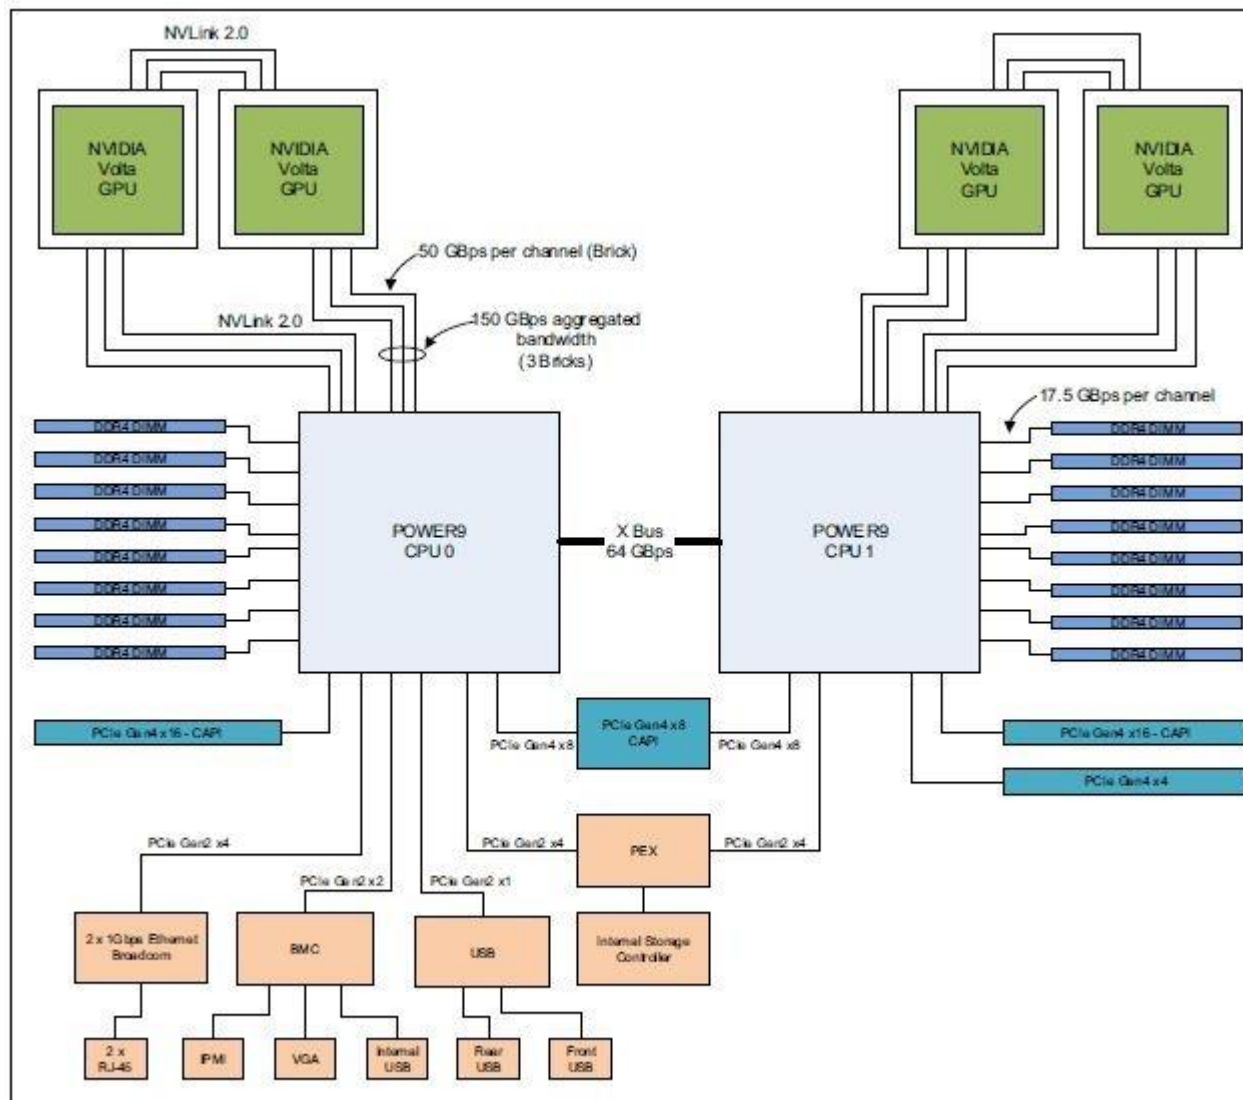 NVLink 2.0
NVIDIA
Volta
GPU
NVIDIA
Volta
GPU
NVIDIA
Volta
GPU
NVIDIA
Volta
GPU
50 GBps per channel (Brick)
NVLink 2.0
150 GBps aggregated
bandwidth
(3 Bricks)
17.5 GBps per channel
DDR4 DIMM
DDR4 DIMM
DDR4 DIMM
DDR4 DIMM
DDR4 DIMM
DDR4 DIMM
DDR4 DIMM
DDR4 DIMM
POWER9
CPU 0
X Bus
64 GBps
POWER9
CPU 1
DDR4 DIMM
DDR4 DIMM
DDR4 DIMM
DDR4 DIMM
DDR4 DIMM
DDR4 DIMM
DDR4 DIMM
DDR4 DIMM
PCIe Gen4 x16 - CAPI
PCIe Gen4 x8
PCIe Gen4 x8
CAPI
PCIe Gen4 x8
PCIe Gen4 x16 - CAPI
PCIe Gen4 x4
PCIe Gen2 x4
PCIe Gen2 x2
PCIe Gen2 x1
PCIe Gen2 x4
PEX
PCIe Gen2 x4
2 x 1Gbps Ethernet
Broadcom
BMC
USB
Internal Storage
Controller
2 x
RJ-45
IPMI
VGA
Internal
USB
Rear
USB
Front
USB